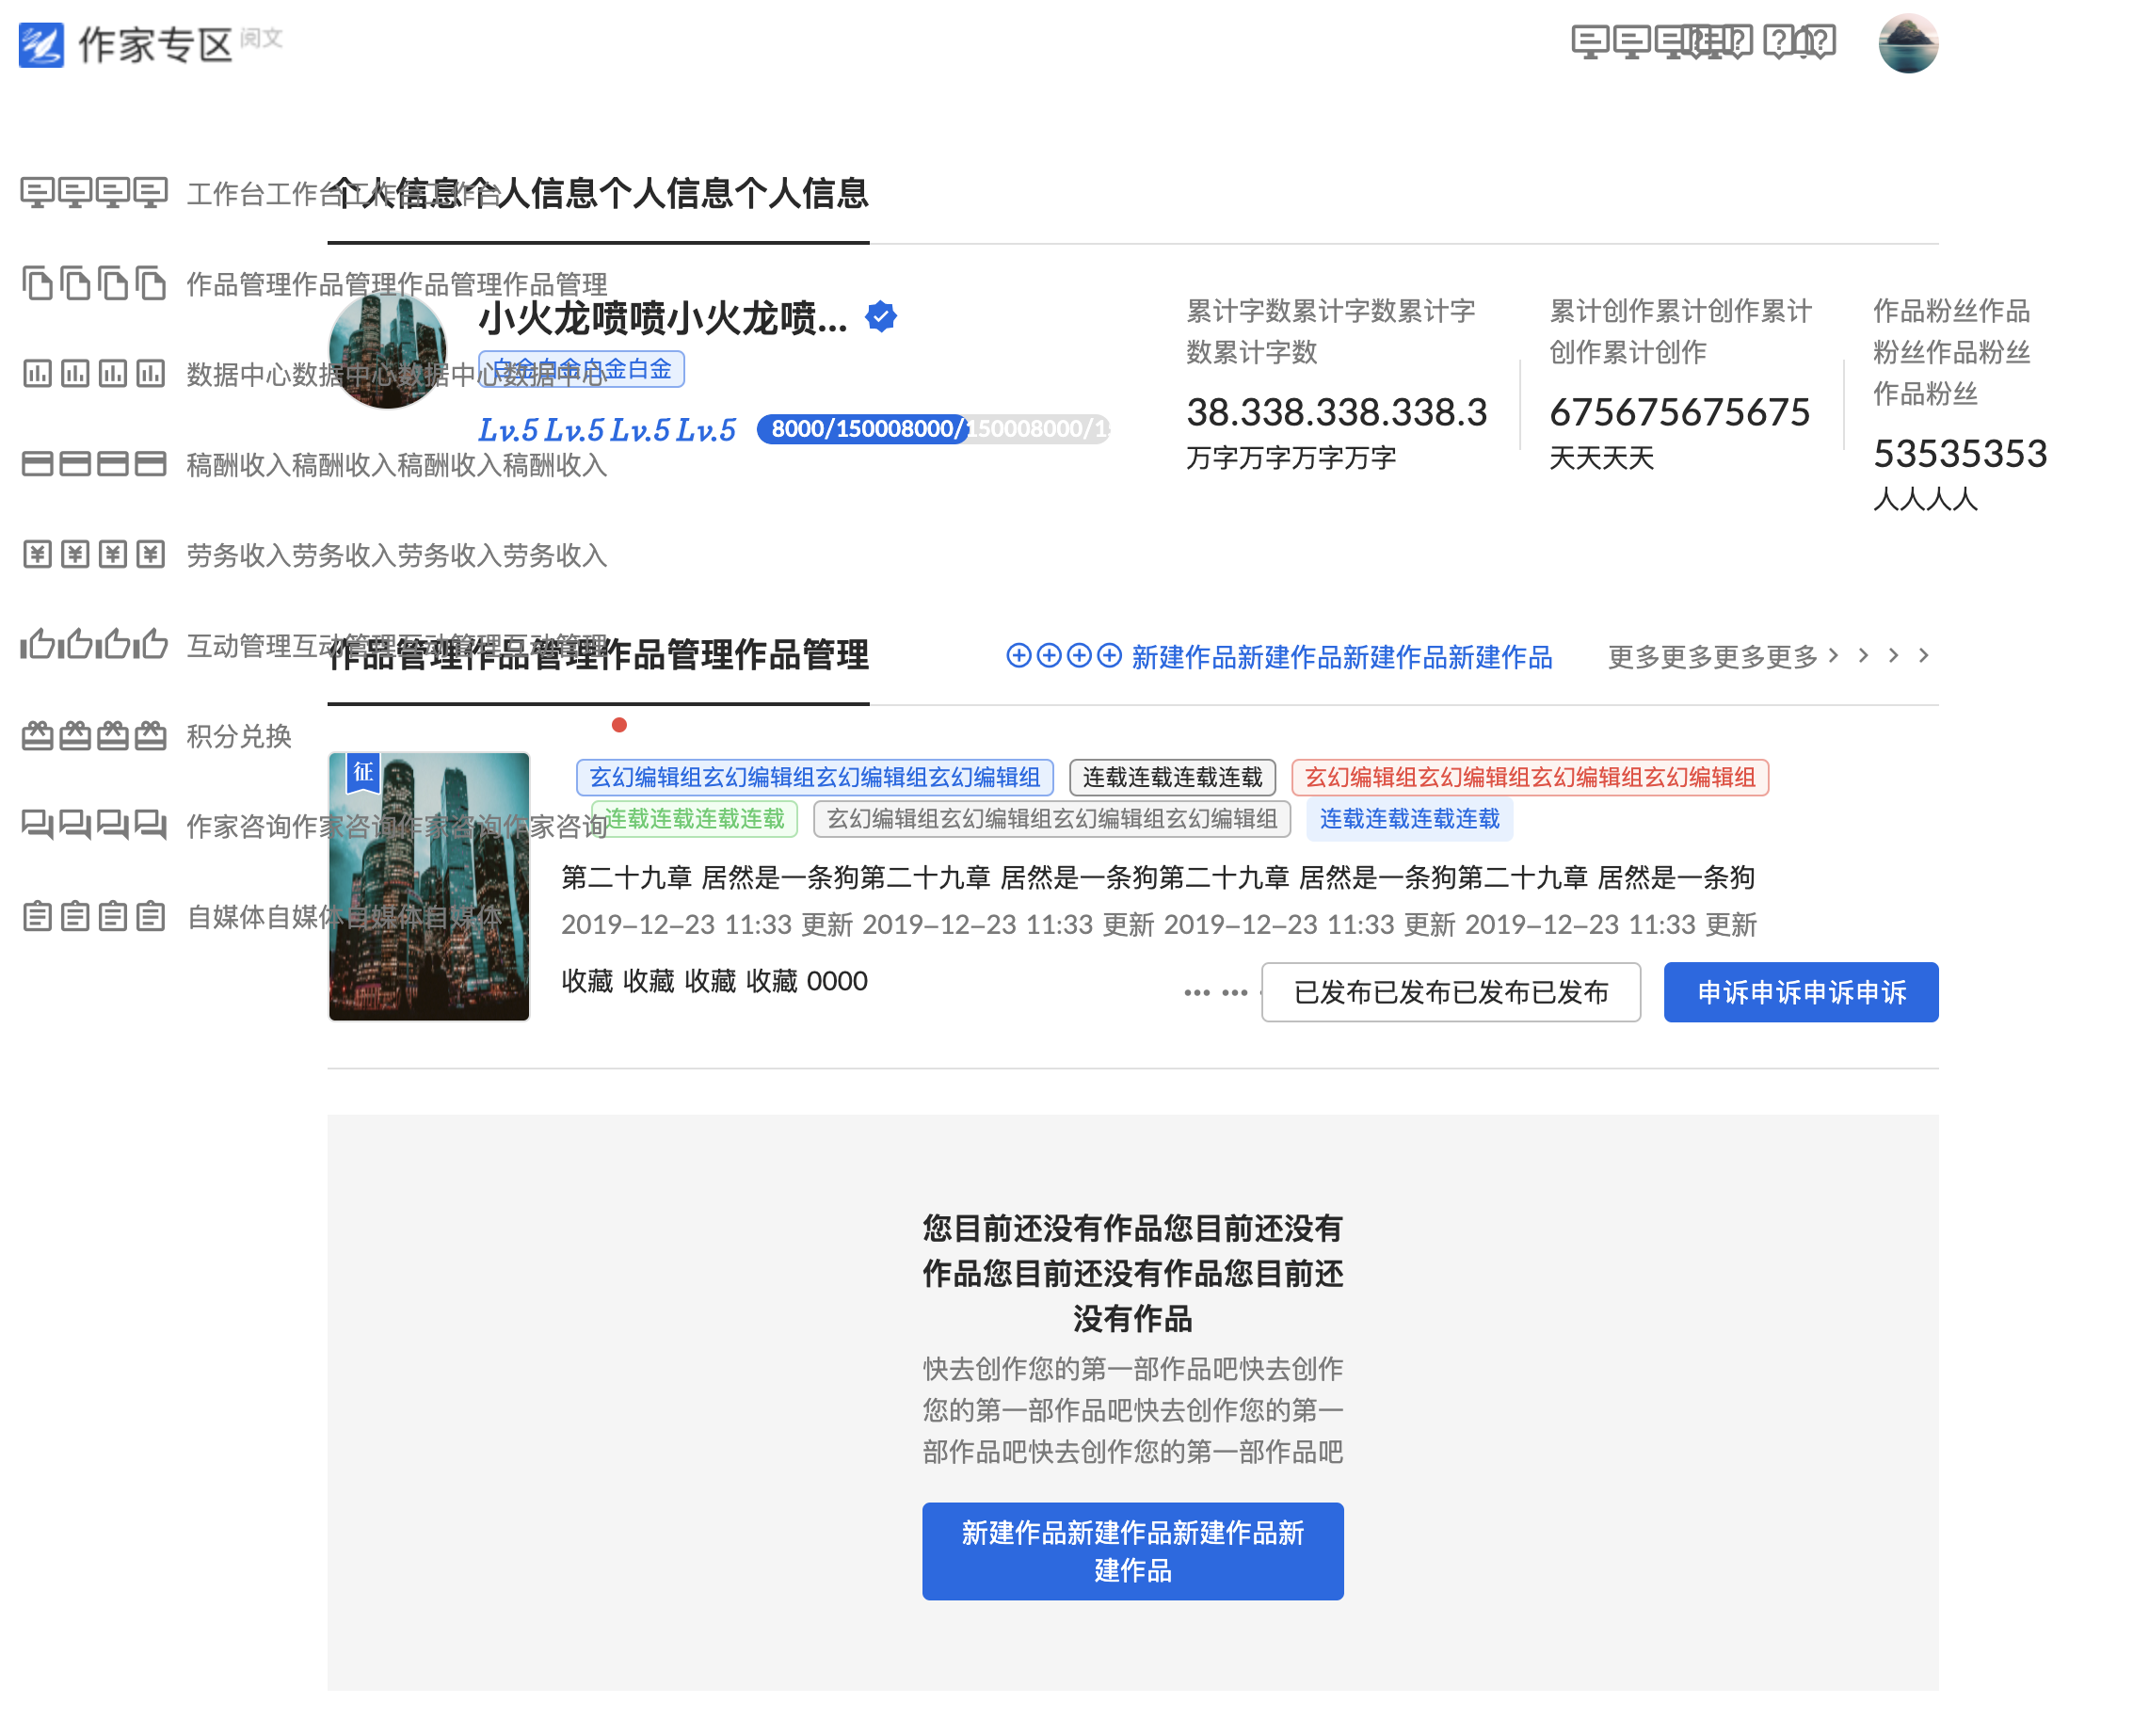 作家专区 阅文
工作台工作台工作台工作台
个人信息个人信息个人信息个人信息
作品管理作品管理作品管理作品管理
小火龙喷喷小火龙喷...
白金白金白金白金
数据中心数据中心数据中心数据中心
Lv.5 Lv.5 Lv.5 Lv.5
8000/150008000/150008000/1
累计字数累计字数累计字
数累计字数
38.338.338.338.3
万字万字万字万字
累计创作累计创作累计
创作累计创作
675675675675
天天天天
作品粉丝作品
粉丝作品粉丝
作品粉丝
53535353
人人人人
稿酬收入稿酬收入稿酬收入稿酬收入
劳务收入劳务收入劳务收入劳务收入
互动管理互动管理互动管理互动管理
作品管理作品管理作品管理作品管理
新建作品新建作品新建作品新建作品
更多更多更多更多
积分兑换
征
玄幻编辑组玄幻编辑组玄幻编辑组玄幻编辑组
连载连载连载连载
玄幻编辑组玄幻编辑组玄幻编辑组玄幻编辑组
作家咨询作家咨询作家咨询作家咨询
连载连载连载连载
玄幻编辑组玄幻编辑组玄幻编辑组玄幻编辑组
连载连载连载连载
第二十九章 居然是一条狗第二十九章 居然是一条狗第二十九章 居然是一条狗第二十九章 居然是一条狗
自媒体自媒体自媒体自媒体
2019-12-23 11:33 更新 2019-12-23 11:33 更新 2019-12-23 11:33 更新 2019-12-23 11:33 更新
收藏 收藏 收藏 收藏 0000
已发布已发布已发布已发布
申诉申诉申诉申诉
您目前还没有作品您目前还没有
作品您目前还没有作品您目前还
没有作品
快去创作您的第一部作品吧快去创作
您的第一部作品吧快去创作您的第一
部作品吧快去创作您的第一部作品吧
新建作品新建作品新建作品新
建作品